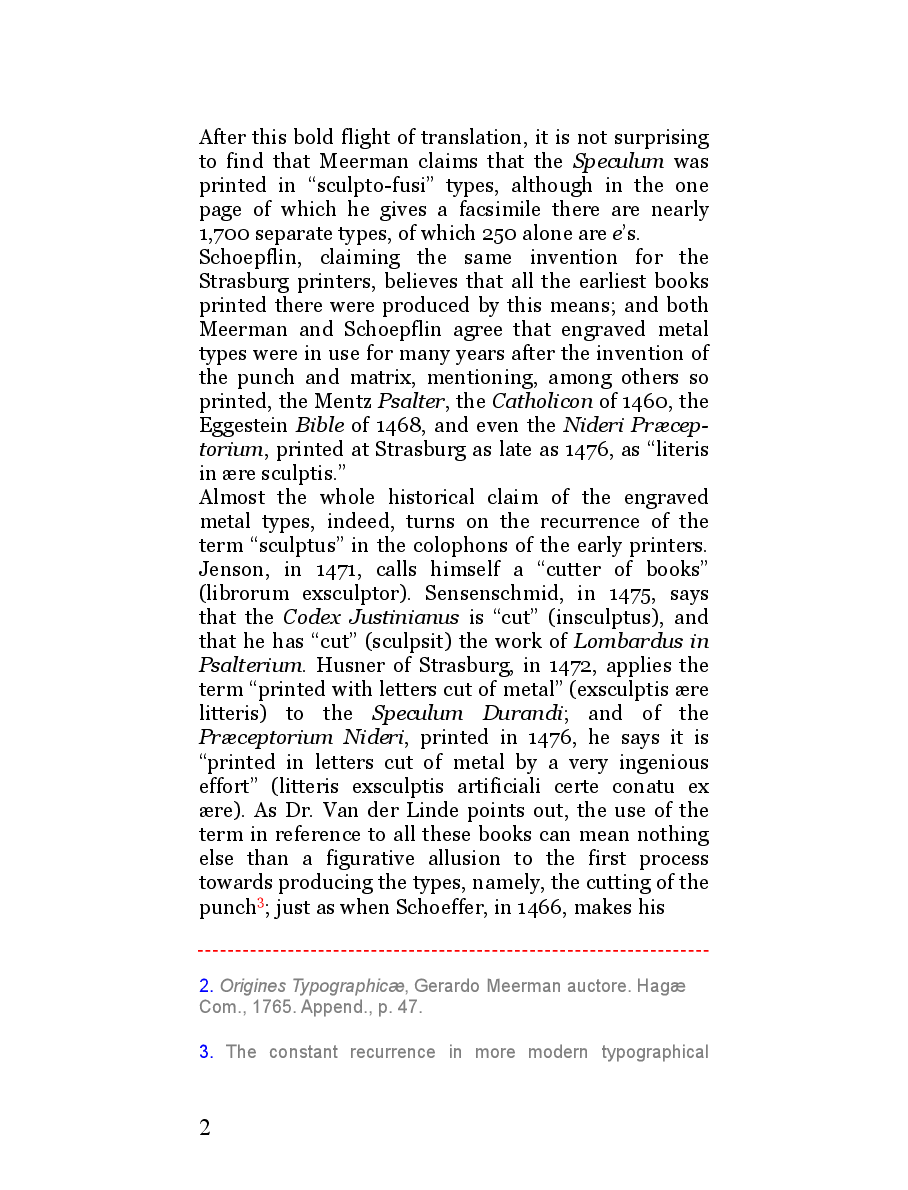 After this bold flight of translation, it is not surprising
to find that Meerman claims that the Speculum was
printed in “sculpto-fusi” types, although in the one
page of which he gives a facsimile there are nearly
1,700 separate types, of which 250 alone are e’s.
Schoepflin, claiming the same invention for the
Strasburg printers, believes that all the earliest books
printed there were produced by this means; and both
Meerman and Schoepflin agree that engraved metal
types were in use for many years after the invention of
the punch and matrix, mentioning, among others so
printed, the Mentz Psalter, the Catholicon of 1460, the
Eggestein Bible of 1468, and even the Nideri Præcep-
torium, printed at Strasburg as late as 1476, as “literis
in ære sculptis.”
Almost the whole historical claim of the engraved
metal types, indeed, turns on the recurrence of the
term “sculptus” in the colophons of the early printers.
Jenson, in 1471, calls himself a “cutter of books”
(librorum exsculptor). Sensenschmid, in 1475, says
that the Codex Justinianus is “cut” (insculptus), and
that he has “cut” (sculpsit) the work of Lombardus in
Psalterium. Husner of Strasburg, in 1472, applies the
term “printed with letters cut of metal” (exsculptis ære
litteris) to the Speculum Durandi; and of the
Præceptorium Nideri, printed in 1476, he says it is
“printed in letters cut of metal by a very ingenious
effort” (litteris exsculptis artificiali certe conatu ex
ære). As Dr. Van der Linde points out, the use of the
term in reference to all these books can mean nothing
else than a figurative allusion to the first process
towards producing the types, namely, the cutting of the
punch3; just as when Schoeffer, in 1466, makes his
2. Origines Typographicæ, Gerardo Meerman auctore. Hagæ
Com., 1765. Append., p. 47.
3. The constant recurrence in more modern typographical
2